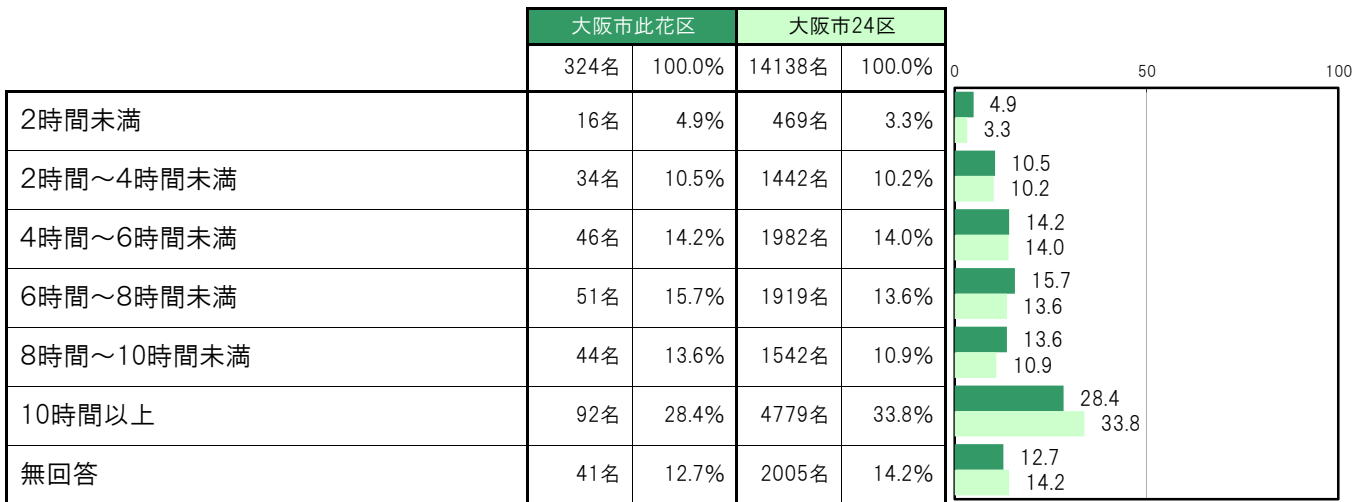 大阪市此花区 大阪市24区
324名 100.0% 14138名 100.0% 0 50 100
2時間未満 16名 4.9% 469名 3.3% 4.9
3.3
2時間～4時間未満 34名 10.5% 1442名 10.2% 10.5
10.2
4時間～6時間未満 46名 14.2% 1982名 14.0% 14.2
14.0
6時間～8時間未満 51名 15.7% 1919名 13.6% 15.7
13.6
8時間～10時間未満 44名 13.6% 1542名 10.9% 13.6
10.9
10時間以上 92名 28.4% 4779名 33.8% 28.4
33.8
無回答 41名 12.7% 2005名 14.2% 12.7
14.2